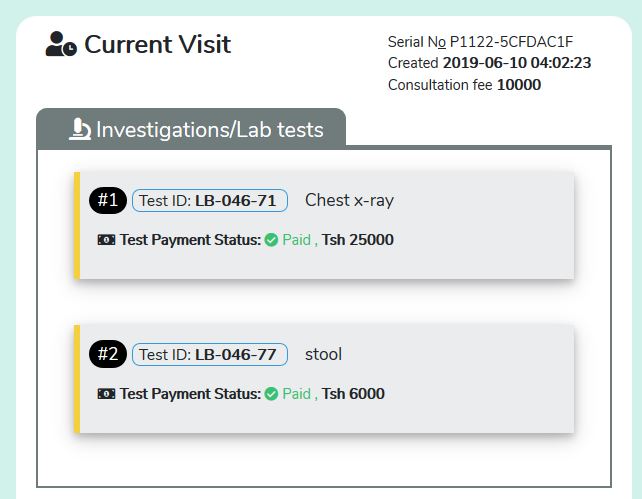 Current Visit
Serial No P1122-5CFDAC1F
Created 2019-06-10 04:02:23
Consultation fee 10000
Investigations/Lab tests
#1 Test ID: LB-046-71 Chest x-ray
Test Payment Status: Paid , Tsh 25000
#2 Test ID: LB-046-77 stool
Test Payment Status: Paid , Tsh 6000